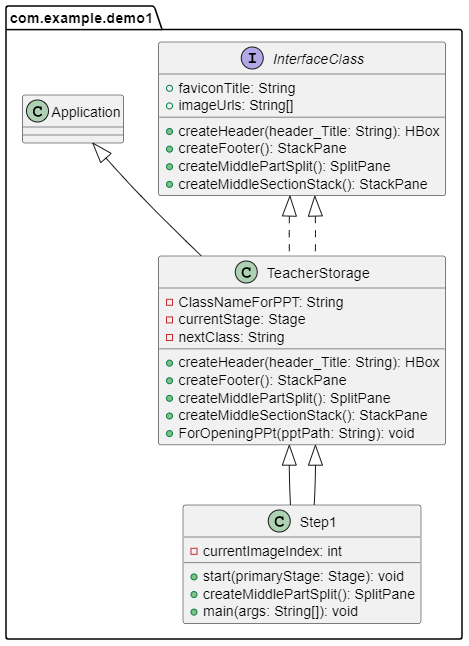 com.example.demo1
I InterfaceClass
faviconTitle: String
imageUrls: String[]
createHeader(header_Title: String): HBox
createFooter(): StackPane
createMiddlePartSplit(): SplitPane
createMiddleSectionStack(): StackPane
C Application
C TeacherStorage
ClassNameForPPT: String
currentStage: Stage
nextClass: String
createHeader(header_Title: String): HBox
createFooter(): StackPane
createMiddlePartSplit(): SplitPane
createMiddleSectionStack(): StackPane
ForOpeningPPt(pptPath: String): void
C Step1
currentImageIndex: int
start(primaryStage: Stage): void
createMiddlePartSplit(): SplitPane
main(args: String[]): void